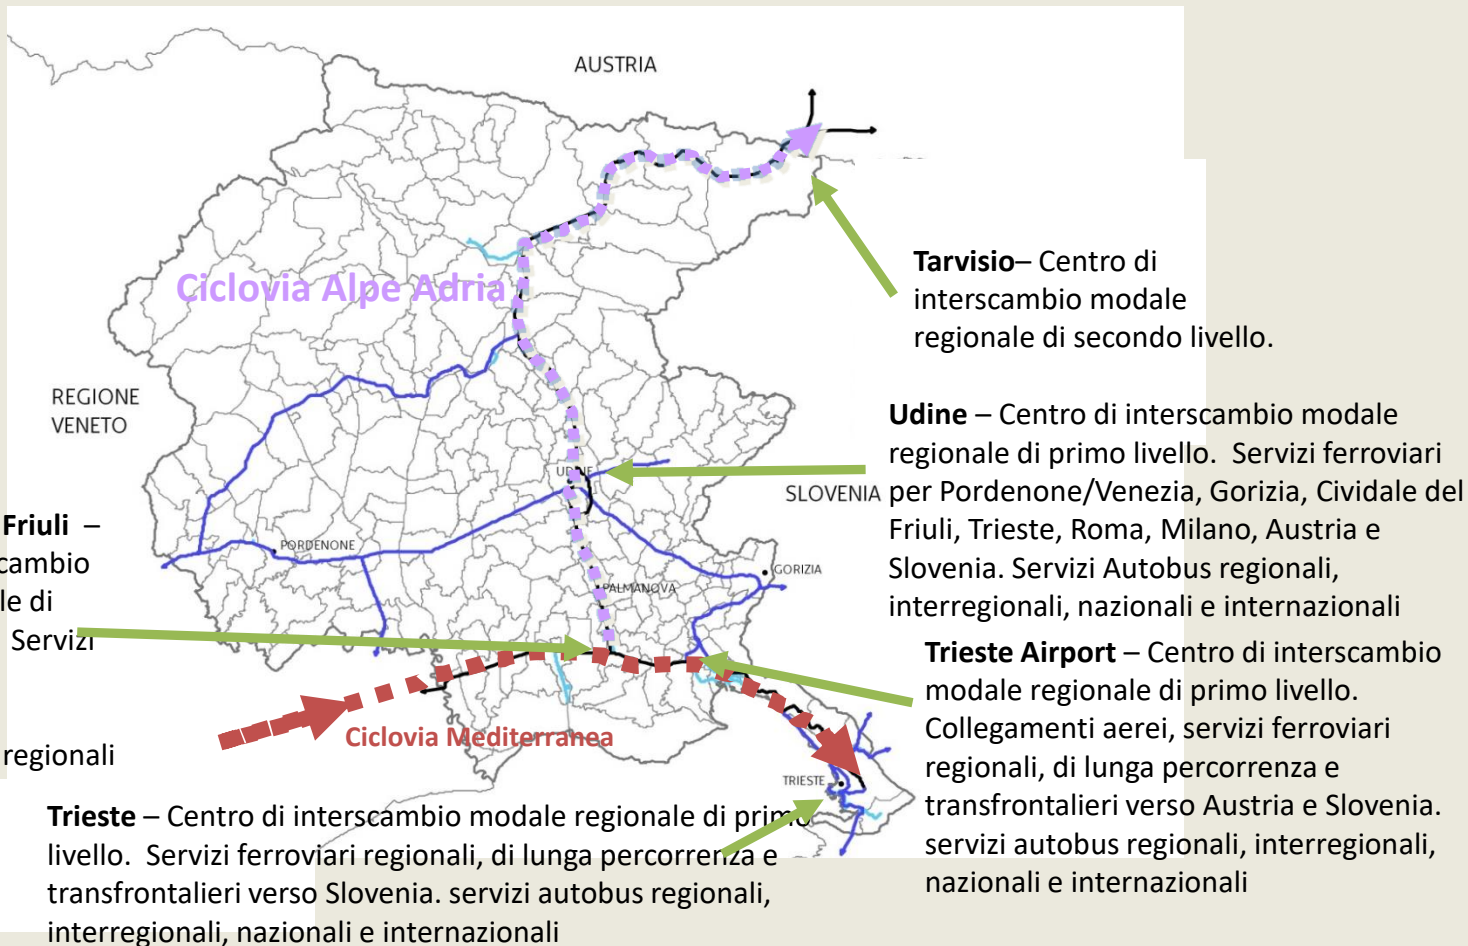 AUSTRIA
Ciclovia Alpe Adria
Tarvisio– Centro di
interscambio modale
regionale di secondo livello.
REGIONE
VENETO
Udine – Centro di interscambio modale
regionale di primo livello.  Servizi ferroviari
per Pordenone/Venezia, Gorizia, Cividale del
Friuli, Trieste, Roma, Milano, Austria e
Slovenia. Servizi Autobus regionali,
interregionali, nazionali e internazionali
UDINE
SLOVENIA
Friuli –
cambio
le di
Servizi
regionali
PORDENONE
GORIZIA
PALMANOVA
Trieste Airport – Centro di interscambio
modale regionale di primo livello.
Collegamenti aerei, servizi ferroviari
regionali, di lunga percorrenza e
transfrontalieri verso Austria e Slovenia.
servizi autobus regionali, interregionali,
nazionali e internazionali
Ciclovia Mediterranea
TRIESTE
Trieste – Centro di interscambio modale regionale di primo
livello.  Servizi ferroviari regionali, di lunga percorrenza e
transfrontalieri verso Slovenia. servizi autobus regionali,
interregionali, nazionali e internazionali